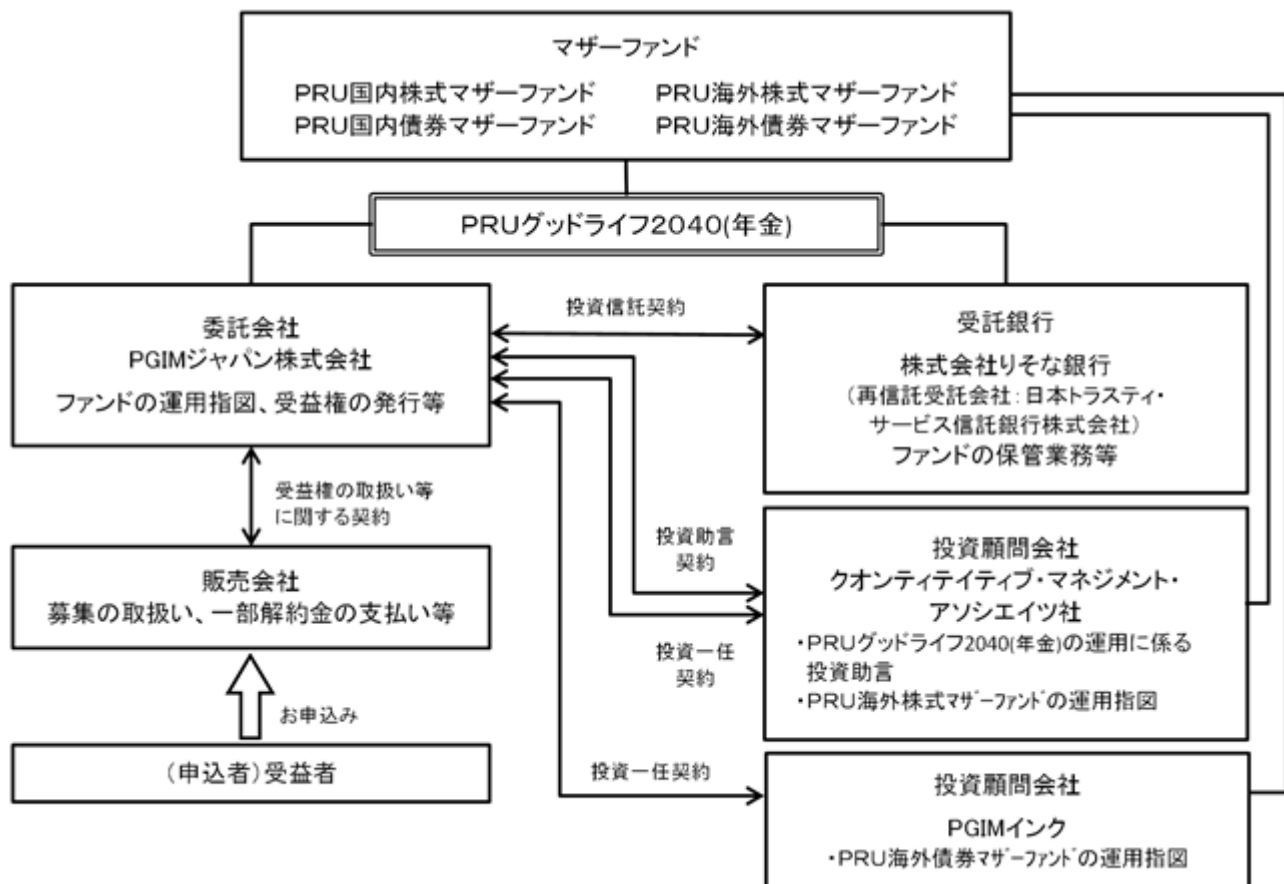 マザーファンド
PRU国内株式マザーファンド PRU海外株式マザーファンド
PRU国内債券マザーファンド PRU海外債券マザーファンド
PRUグッドライフ2040(年金)
委託会社
PGIMジャパン株式会社
ファンドの運用指図、受益権の発行等
投資信託契約
受託銀行
株式会社りそな銀行
（再信託受託会社：日本トラスティ・
サービス信託銀行株式会社）
ファンドの保管業務等
受益権の取扱い等
に関する契約
販売会社
募集の取扱い、一部解約金の支払い等
お申込み
（申込者）受益者
投資助言
契約
投資一任
契約
投資顧問会社
クオンティテイティブ・マネジメント・
アソシエイツ社
・PRUグッドライフ2040(年金)の運用に係る
投資助言
・PRU海外株式ﾏｻﾞｰﾌｧﾝﾄﾞの運用指図
投資一任契約
投資顧問会社
PGIMインク
・PRU海外債券ﾏｻﾞｰﾌｧﾝﾄﾞの運用指図